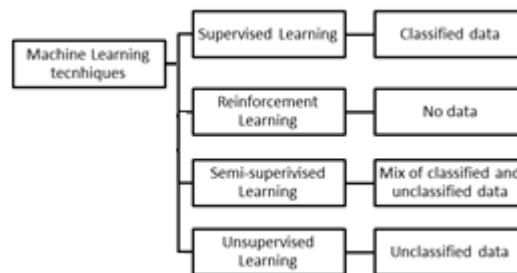 Machine Learning
tecnhiques
Supervised Learning
Classified data
Reinforcement
Learning
No data
Semi-superivised
Learning
Mix of classified and
unclassified data
Unsupervised
Learning
Unclassified data